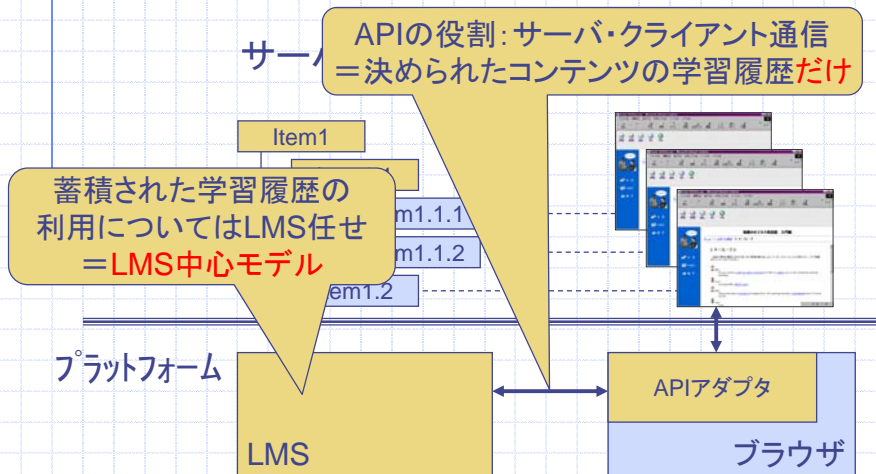 サー
APIの役割：サーバ・クライアント通信
＝決められたコンテンツの学習履歴だけ
Item1
蓄積された学習履歴の
利用についてはLMS任せ
＝LMS中心モデル
m1.1.1
m1.1.2
em1.2
プラットフォーム
APIアダプタ
LMS
ブラウザ